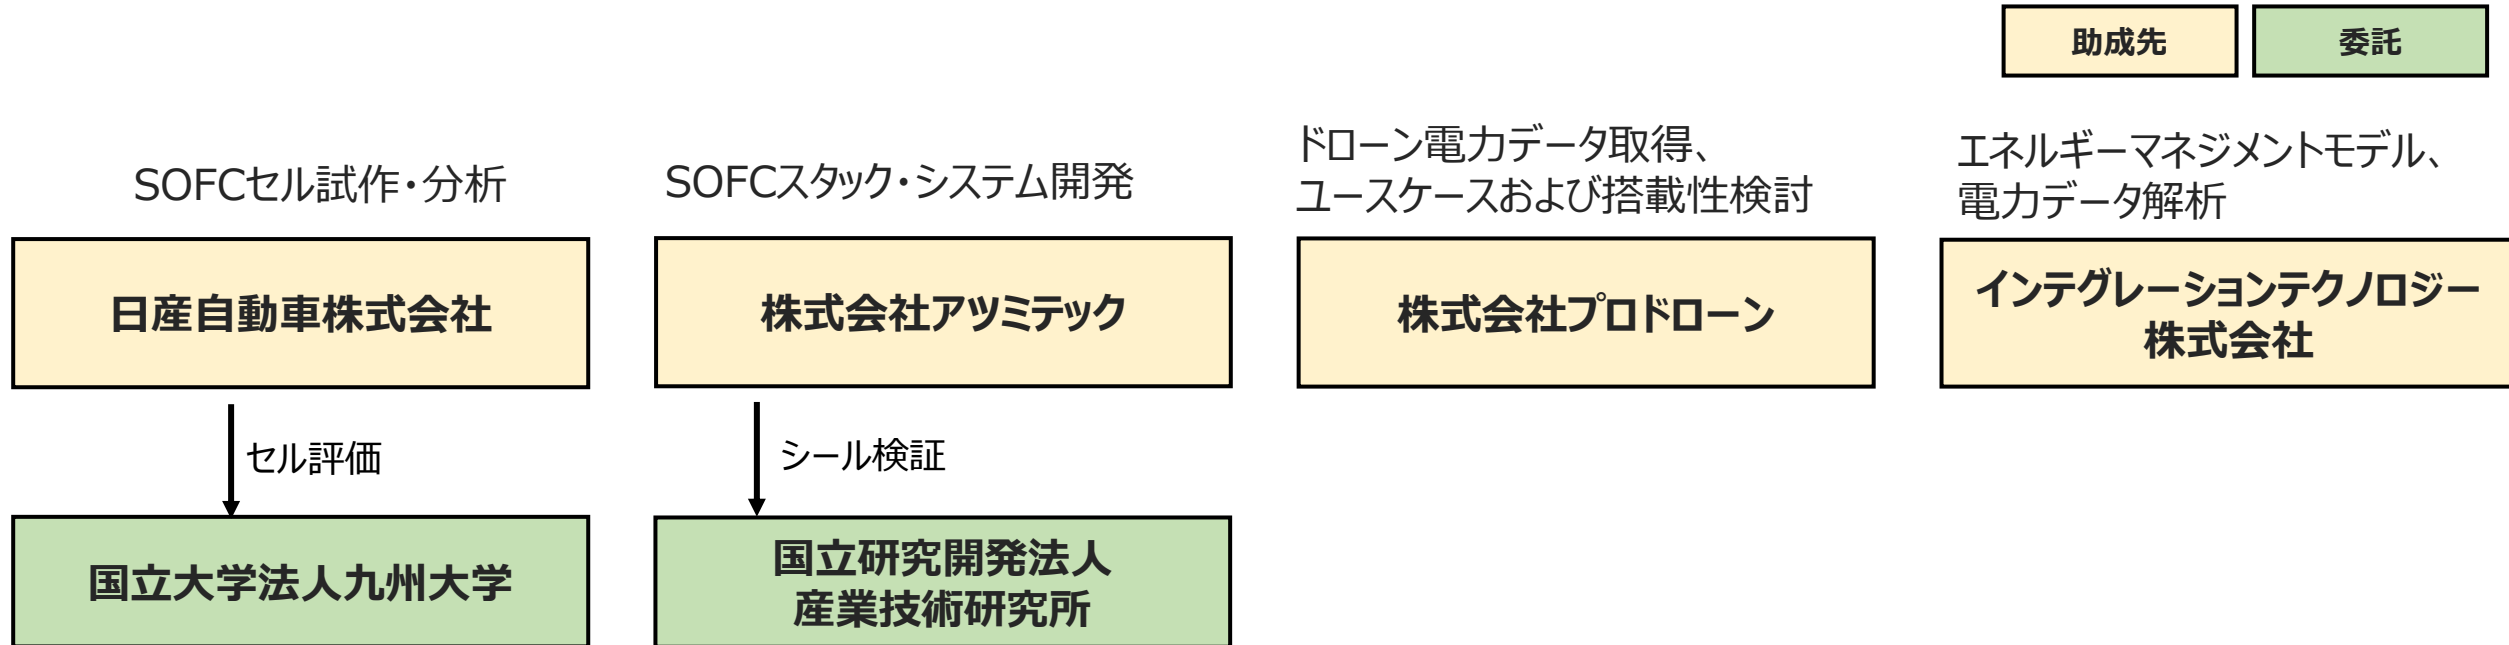 助成先
委託
SOFCセル試作・分析
SOFCスタック・システム開発
ドローン電力データ取得、
ユースケースおよび搭載性検討
エネルギーマネジメントモデル、
電力データ解析
日産自動車株式会社
株式会社アツミテック
株式会社プロドローン
インテグレーションテクノロジー
株式会社
セル評価
シール検証
国立大学法人九州大学
国立研究開発法人
産業技術研究所